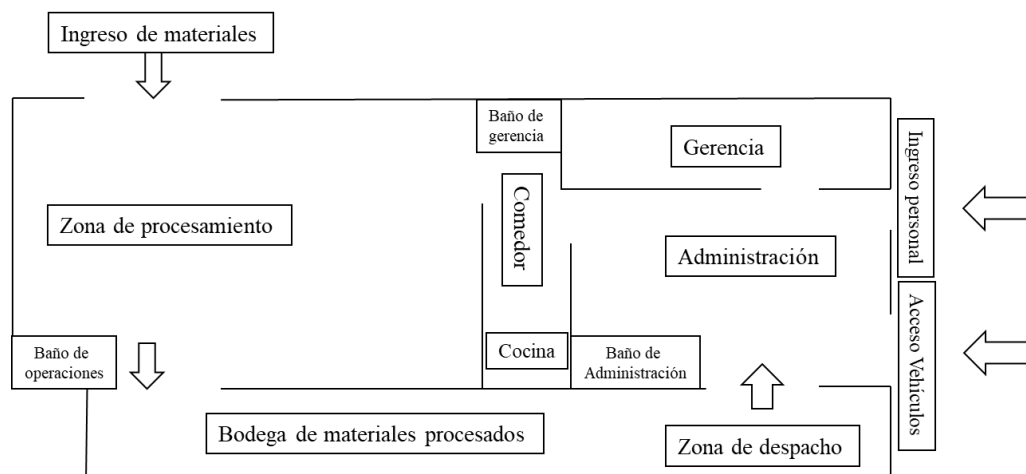 Ingreso de materiales
Baño de
gerencia
Gerencia
Ingreso personal
Comedor
Zona de procesamiento
Administración
Acceso Vehículos
Baño de
operaciones
Cocina
Baño de
Administración
Bodega de materiales procesados
Zona de despacho